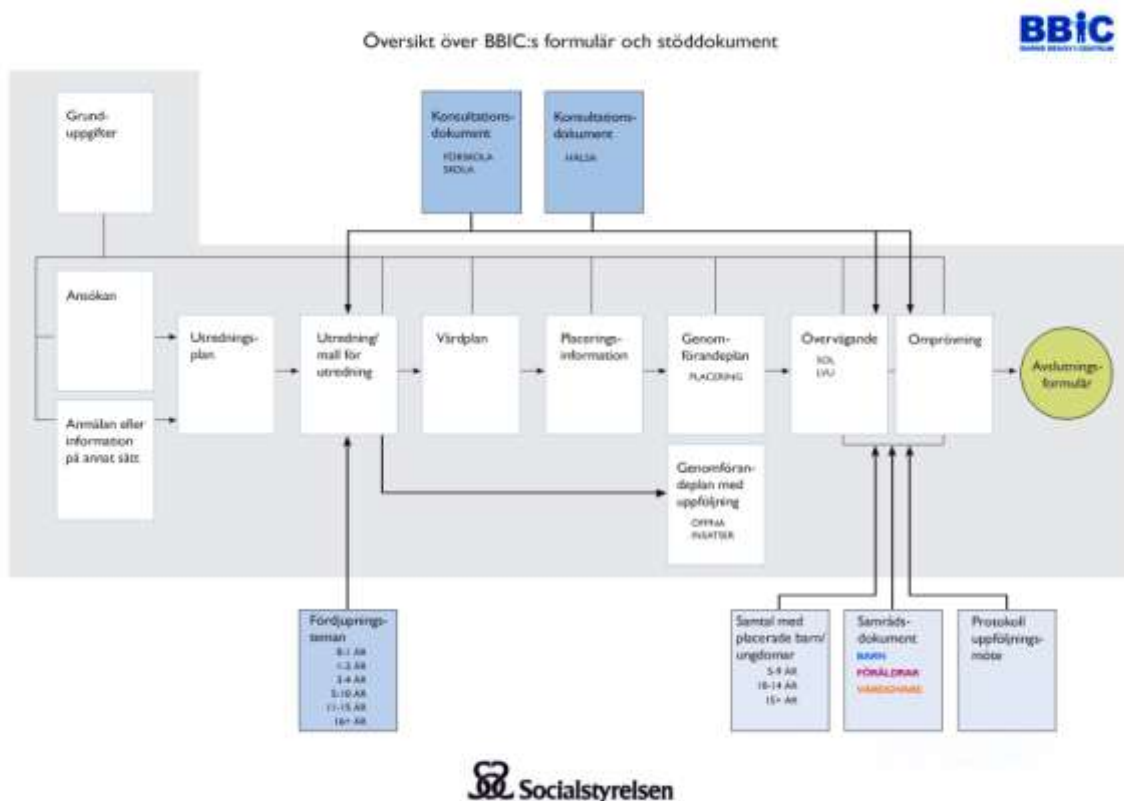 Översikt över BBIC:s formulär och stöddokument
BBiC
BARNS BEHOV I CENTRUM
Grund-
uppgifter
Konsultations-
dokument
FÖRSKOLA
SKOLA
Konsultations-
dokument
HÄLSA
Ansökan
Utrednings-
plan
Utredning/
mall för
utredning
Vårdplan
Placerings-
information
Genom-
förandeplan
PLACERING
Övervägande
SOL
LVU
Omprövning
Avslutnings-
formulär
Anmälan eller
information
på annat sätt
Genomföran-
deplan med
uppföljning
ÖPPNA
INSATSER
Fördjupnings-
teman
0-1 ÅR
1-2 ÅR
3-4 ÅR
5-10 ÅR
11-15 ÅR
16+ ÅR
Samtal med
placerade barn/
ungdomar
5-9 ÅR
10-14 ÅR
15+ ÅR
Samråds-
dokument
BARN
FÖRÄLDRAR
VÅRDGIVARE
Protokoll
uppföljnings-
möte
Socialstyrelsen